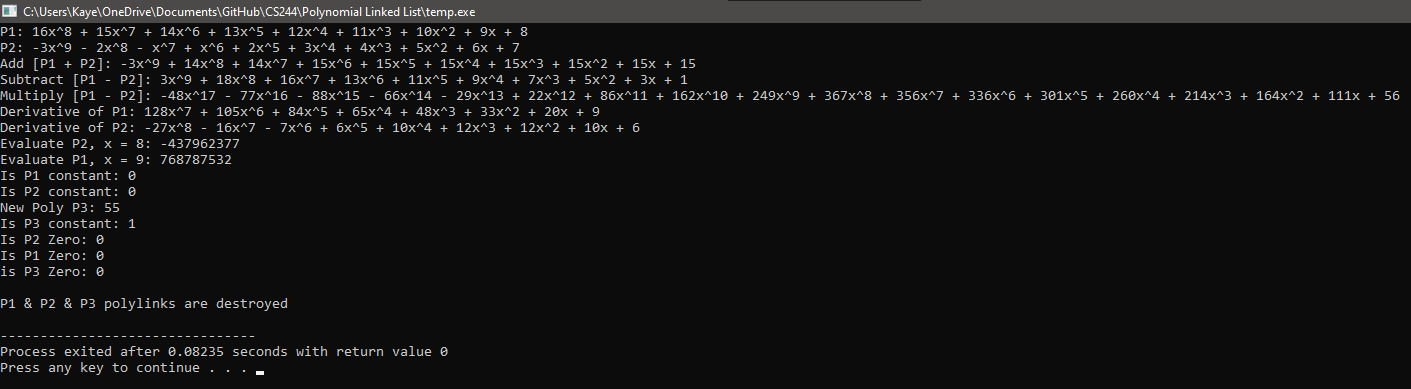 C:\Users\Kaye\OneDrive\Documents\GitHub\CS244\Polynomial Linked List\temp.exe
P1: 16x^8 + 15x^7 + 14x^6 + 13x^5 + 12x^4 + 11x^3 + 10x^2 + 9x + 8
P2: -3x^9 - 2x^8 - x^7 + x^6 + 2x^5 + 3x^4 + 4x^3 + 5x^2 + 6x + 7
Add [P1 + P2]: -3x^9 + 14x^8 + 14x^7 + 15x^6 + 15x^5 + 15x^4 + 15x^3 + 15x^2 + 15x + 15
Subtract [P1 - P2]: 3x^9 + 18x^8 + 16x^7 + 13x^6 + 11x^5 + 9x^4 + 7x^3 + 5x^2 + 3x + 1
Multiply [P1 - P2]: -48x^17 - 77x^16 - 88x^15 - 66x^14 - 29x^13 + 22x^12 + 86x^11 + 162x^10 + 249x^9 + 367x^8 + 356x^7 + 336x^6 + 301x^5 + 260x^4 + 214x^3 + 164x^2 + 111x + 56
Derivative of P1: 128x^7 + 105x^6 + 84x^5 + 65x^4 + 48x^3 + 33x^2 + 20x + 9
Derivative of P2: -27x^8 - 16x^7 - 7x^6 + 6x^5 + 10x^4 + 12x^3 + 12x^2 + 10x + 6
Evaluate P2, x = 8: -437962377
Evaluate P1, x = 9: 768787532
Is P1 constant: 0
Is P2 constant: 0
New Poly P3: 55
Is P3 constant: 1
Is P2 Zero: 0
Is P1 Zero: 0
is P3 Zero: 0
P1 & P2 & P3 polylinks are destroyed
--------------------------------
Process exited after 0.08235 seconds with return value 0
Press any key to continue . . .